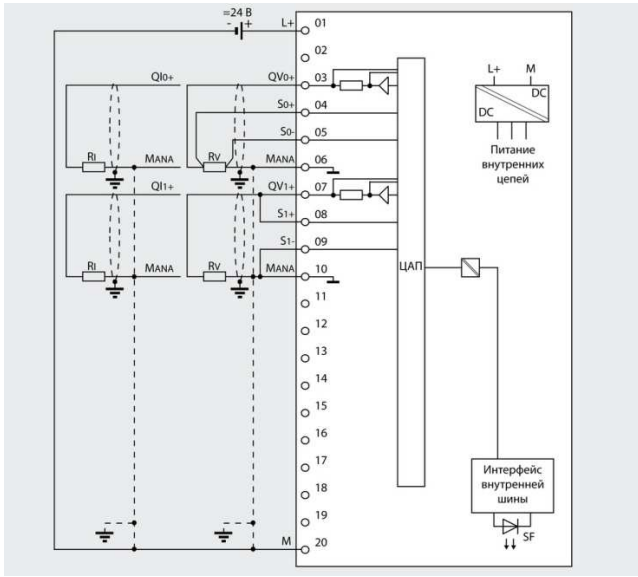 =24 В
- +
L+ 01
02
QI0+ QV0+ 03
S0+ 04
S0- 05
RI MANA RV MANA 06
QI1+ QV1+ 07
S1+ 08
S1- 09
RI MANA RV MANA 10
11
12
13
14
15
16
17
18
19
M 20
ЦАП
L+ M
DC
DC
Питание
внутренних
цепей
Интерфейс
внутренней
шины
SF